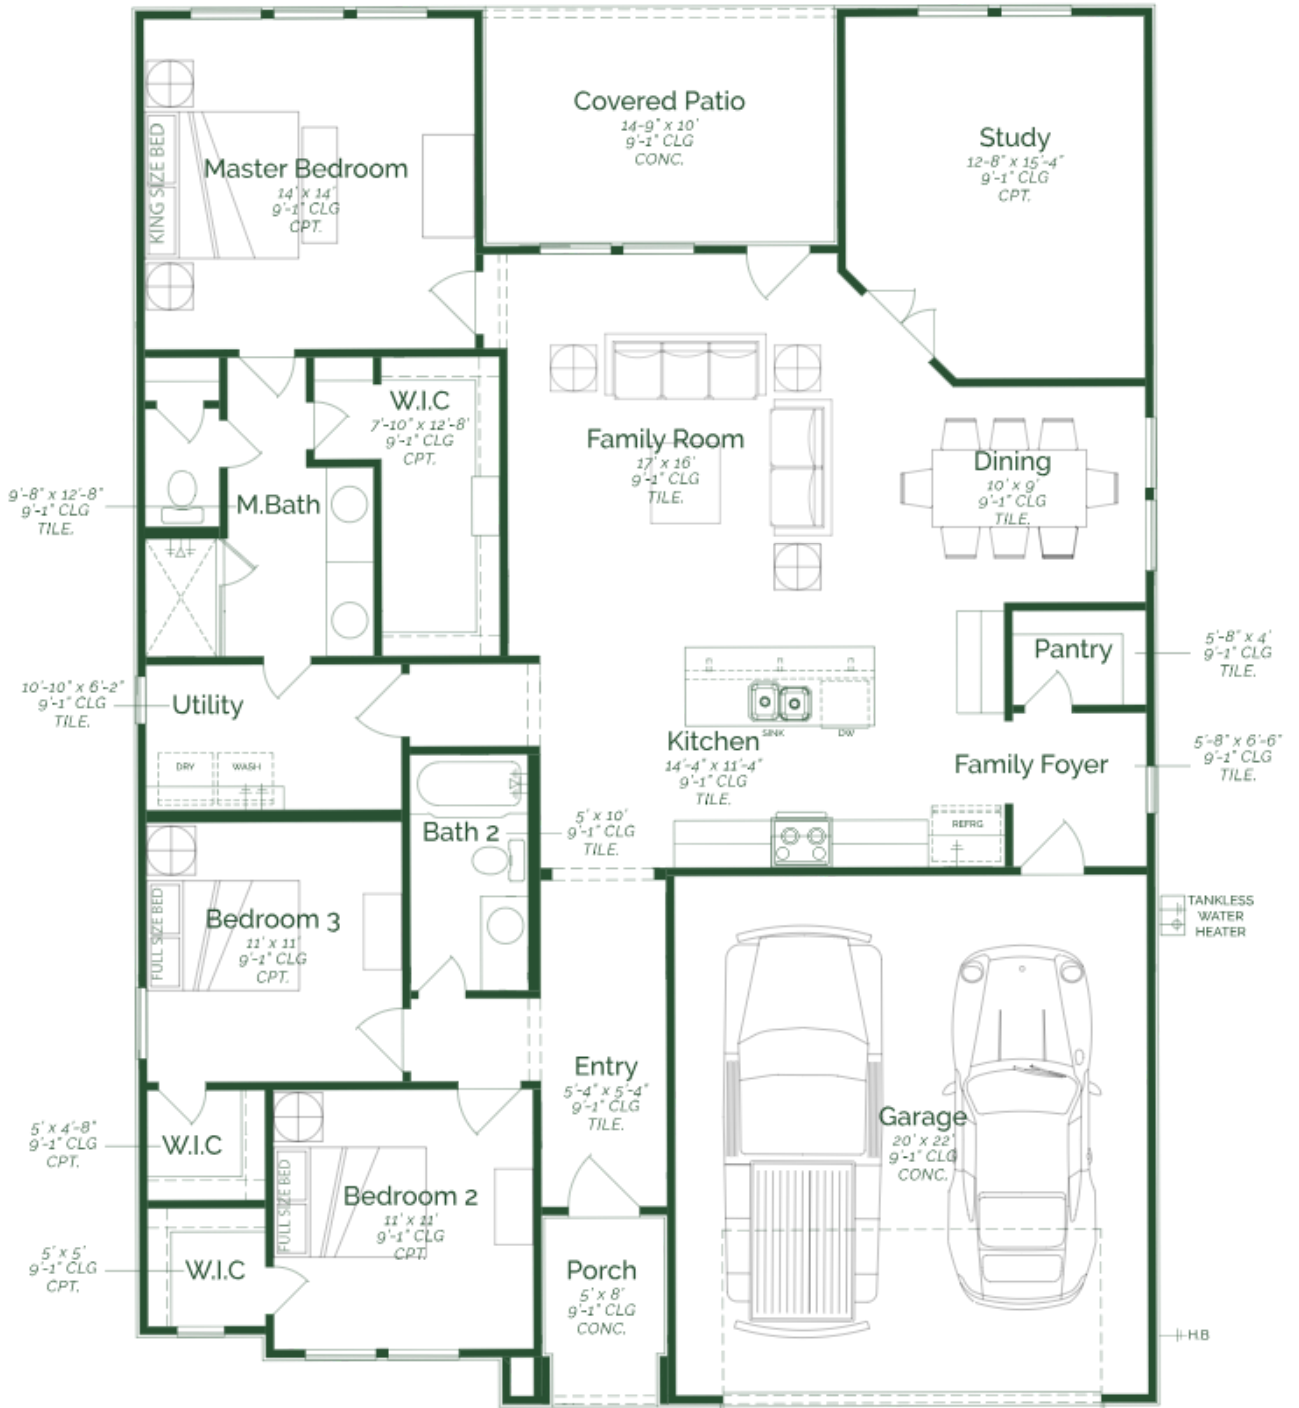 Covered Patio
14-9" x 10'
9'-1" CLG
CONC.
Study
12-8" x 15'-4"
9'-1" CLG
CPT.
KING SIZE BED
Master Bedroom
14' x 14'
9'-1" CLG
CPT.
W.I.C
7'-10" x 12'-8'
9'-1" CLG
CPT.
Family Room
17' x 16'
9'-1" CLG
TILE.
Dining
10' x 9'
9'-1" CLG
TILE.
9'-8" x 12'-8"
9'-1" CLG
TILE.
M.Bath
Pantry
5'-8" x 4'
9'-1" CLG
TILE.
10'-10" x 6'-2"
9'-1" CLG
TILE.
Utility
DRY
WASH
SINK
DW
Kitchen
14'-4" x 11'-4"
9'-1" CLG
TILE.
Family Foyer
5'-8" x 6'-6"
9'-1" CLG
TILE.
Bath 2
5' x 10'
9'-1" CLG
TILE.
REFRG
FULL SIZE BED
Bedroom 3
11' x 11'
9'-1" CLG
CPT.
TANKLESS
WATER
HEATER
Entry
5'-4" x 5'-4"
9'-1" CLG
TILE.
Garage
20' x 22'
9'-1" CLG
CONC.
5' x 4'-8"
9'-1" CLG
CPT.
W.I.C
FULL SIZE BED
Bedroom 2
11' x 11'
9'-1" CLG
CPT.
5' x 5'
9'-1" CLG
CPT.
W.I.C
Porch
5' x 8'
9'-1" CLG
CONC.
H.B